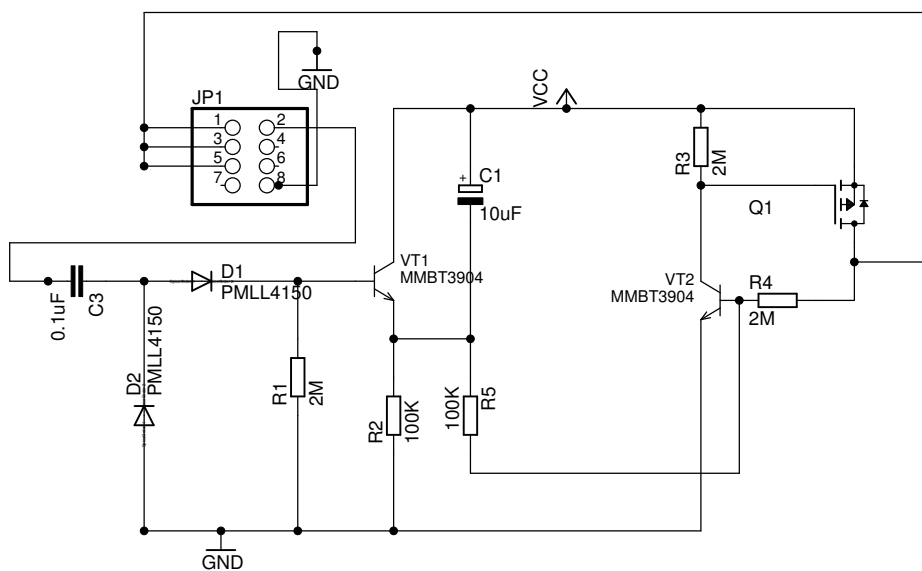 GND
JP1
1 2
3 4
5 6
7 8
VCC
R3
2M
+
C1
10uF
Q1
D1
PMLL4150
VT1
MMBT3904
VT2
MMBT3904
R4
2M
0.1uF
C3
D2
PMLL4150
R1
2M
R2
100K
100K
R5
GND